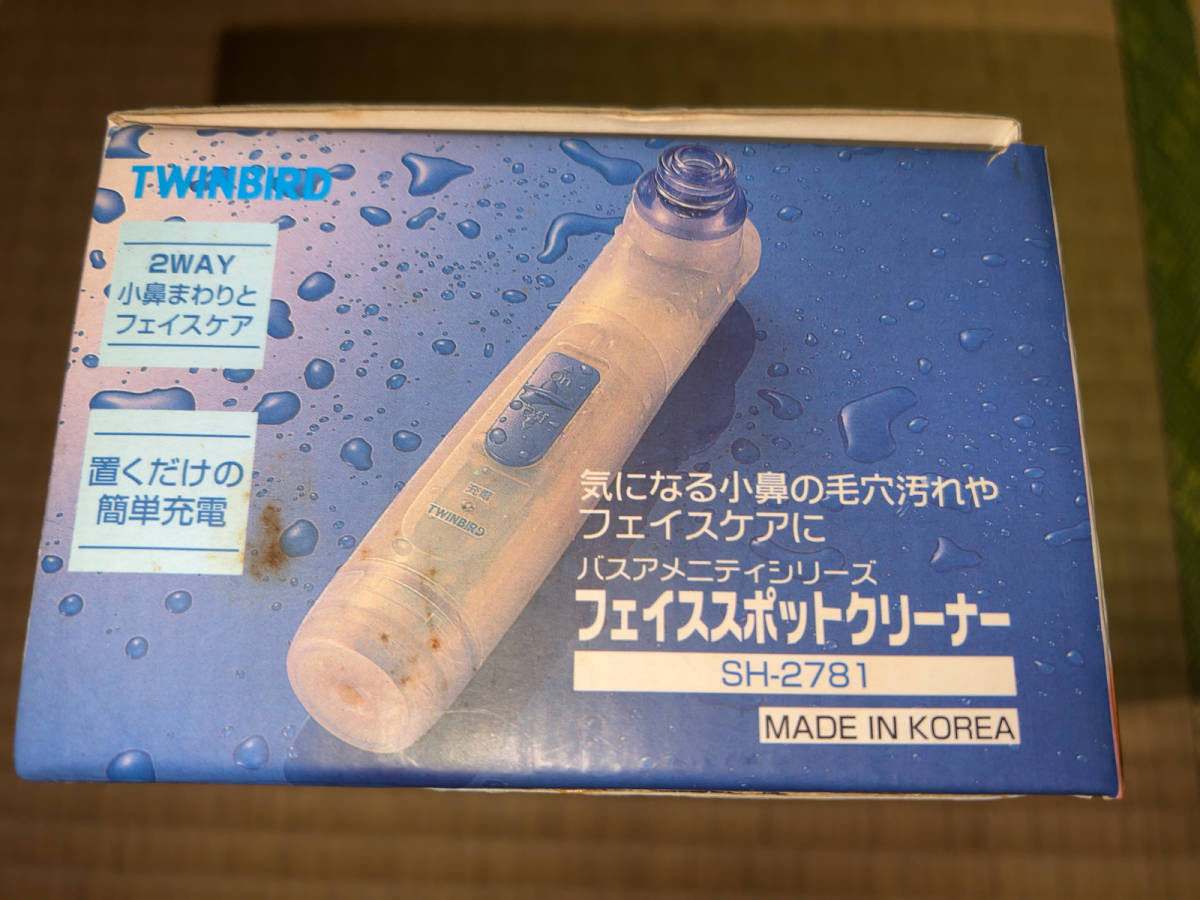 TWINBIRD
2WAY
小鼻まわりと
フェイスケア
置くだけの
簡単充電
on
充電
TWINBIRD
気になる小鼻の毛穴汚れや
フェイスケアに
バスアメニティシリーズ
フェイススポットクリーナー
SH-2781
MADE IN KOREA